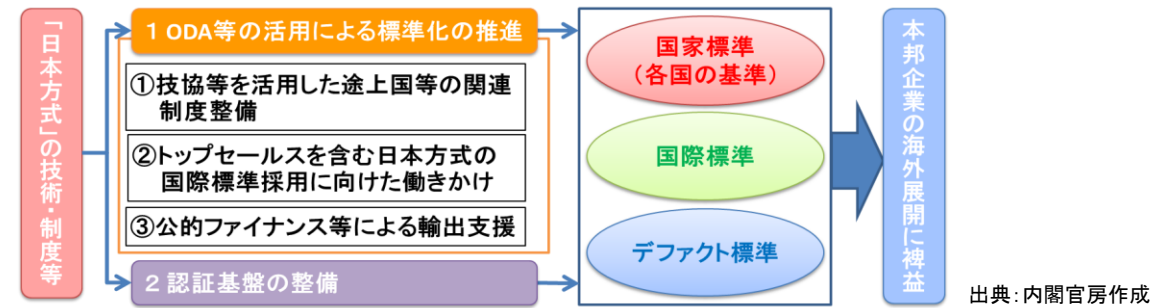 「日本方式」の技術・制度等
1 ODA等の活用による標準化の推進
①技協等を活用した途上国等の関連
制度整備
②トップセールスを含む日本方式の
国際標準採用に向けた働きかけ
③公的ファイナンス等による輸出支援
2 認証基盤の整備
国家標準
（各国の基準）
国際標準
デファクト標準
本邦企業の海外展開に裨益
出典：内閣官房作成